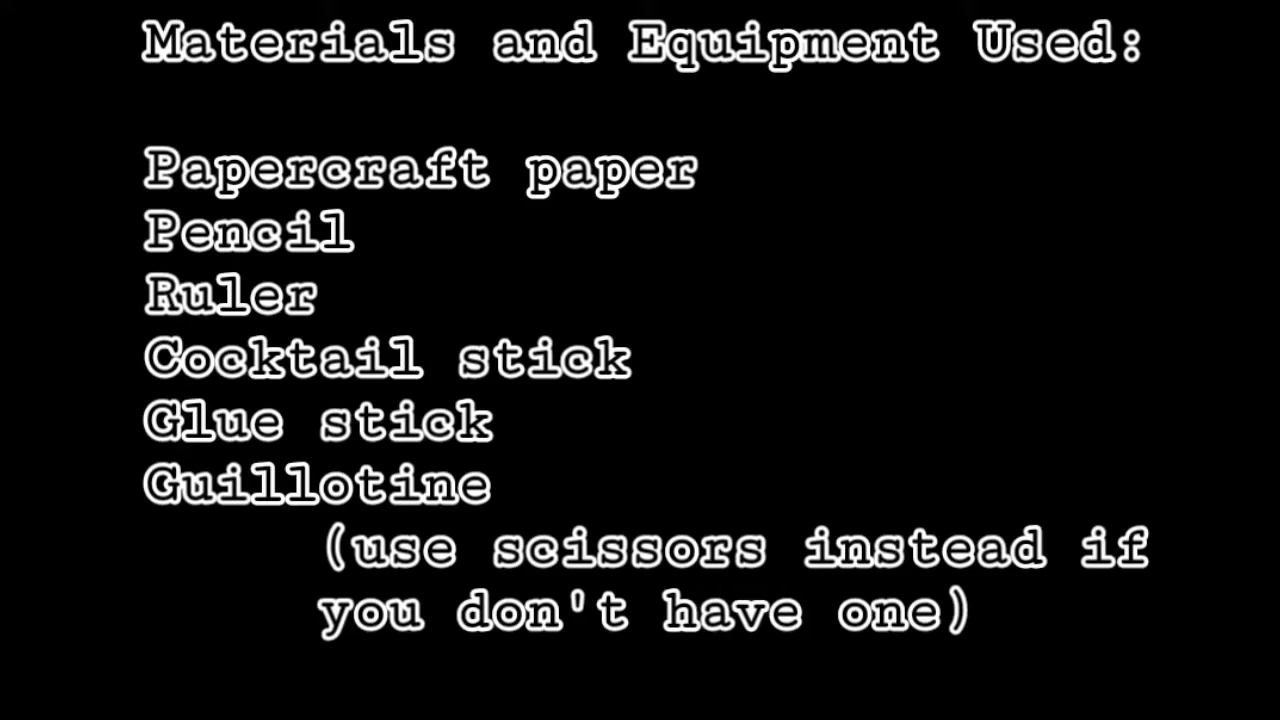 Materials and Equipment Used:
Papercraft paper
Pencil
Ruler
Cocktail stick
Glue stick
Guillotine
(use scissors instead if
you don't have one)